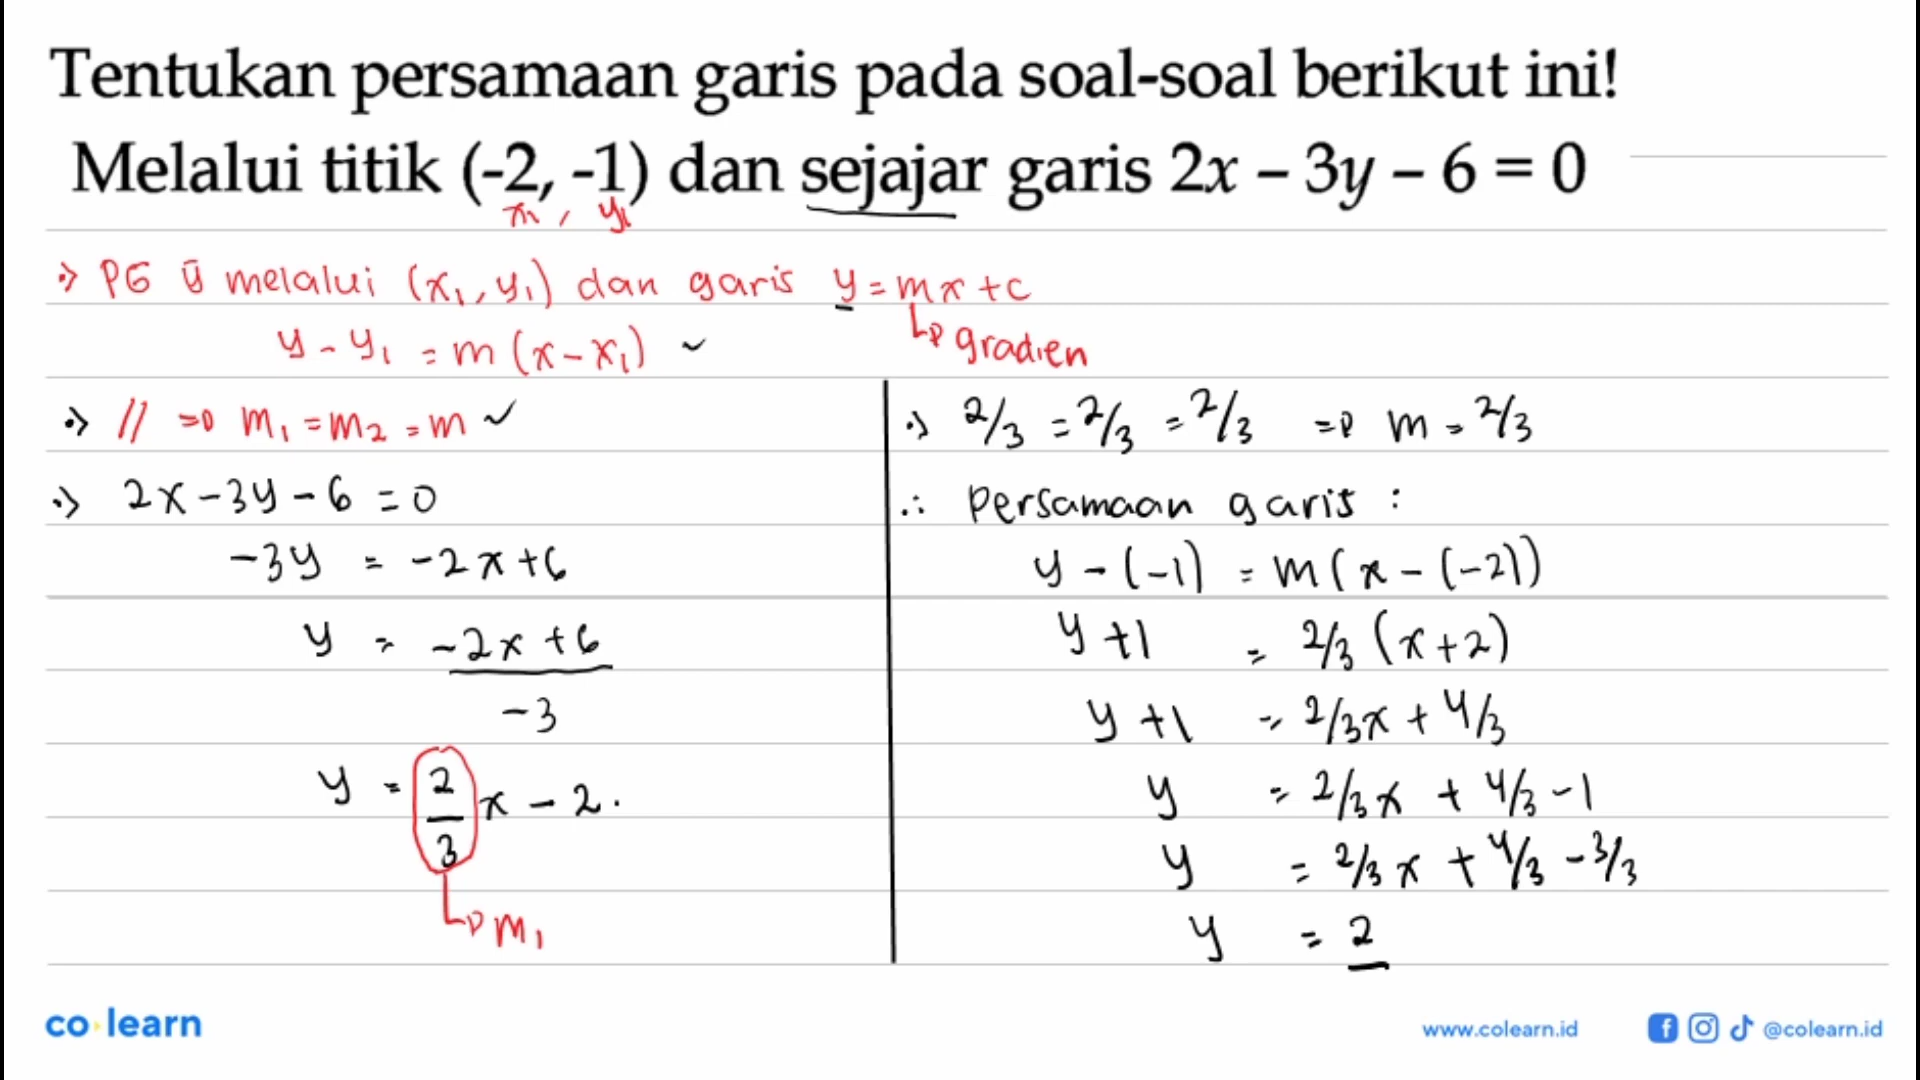 Tentukan persamaan garis pada soal-soal berikut ini!
Melalui titik (-2, -1) dan sejajar garis 2x – 3y – 6 = 0
x₁, y₁
PG melalui (x₁, y₁) dan garis y = mx + c
gradien
y - y₁ = m (x - x₁)
// => m₁ = m₂ = m
2x - 3y - 6 = 0
-3y = -2x + 6
y = -2x + 6 / -3
y = 2/3 x - 2.
m₁
2/3 = 2/3 = 2/3 => m = 2/3
∴ Persamaan garis :
y - (-1) = m (x - (-2))
y + 1 = 2/3 (x + 2)
y + 1 = 2/3x + 4/3
y = 2/3x + 4/3 - 1
y = 2/3x + 4/3 - 3/3
y = 2
co learn
www.colearn.id
@colearn.id